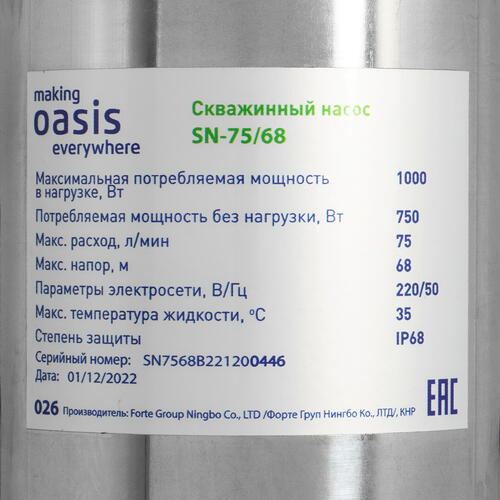 making
oasis
everywhere
Скважинный насос
SN-75/68
Максимальная потребляемая мощность
в нагрузке, Вт 1000
Потребляемая мощность без нагрузки, Вт 750
Макс. расход, л/мин 75
Макс. напор, м 68
Параметры электросети, В/Гц 220/50
Макс. температура жидкости, °C 35
Степень защиты IP68
Серийный номер: SN7568B221200446
Дата: 01/12/2022
026 Производитель: Forte Group Ningbo Co., LTD /Форте Груп Нингбо Ко., ЛТД/, КНР
EAC